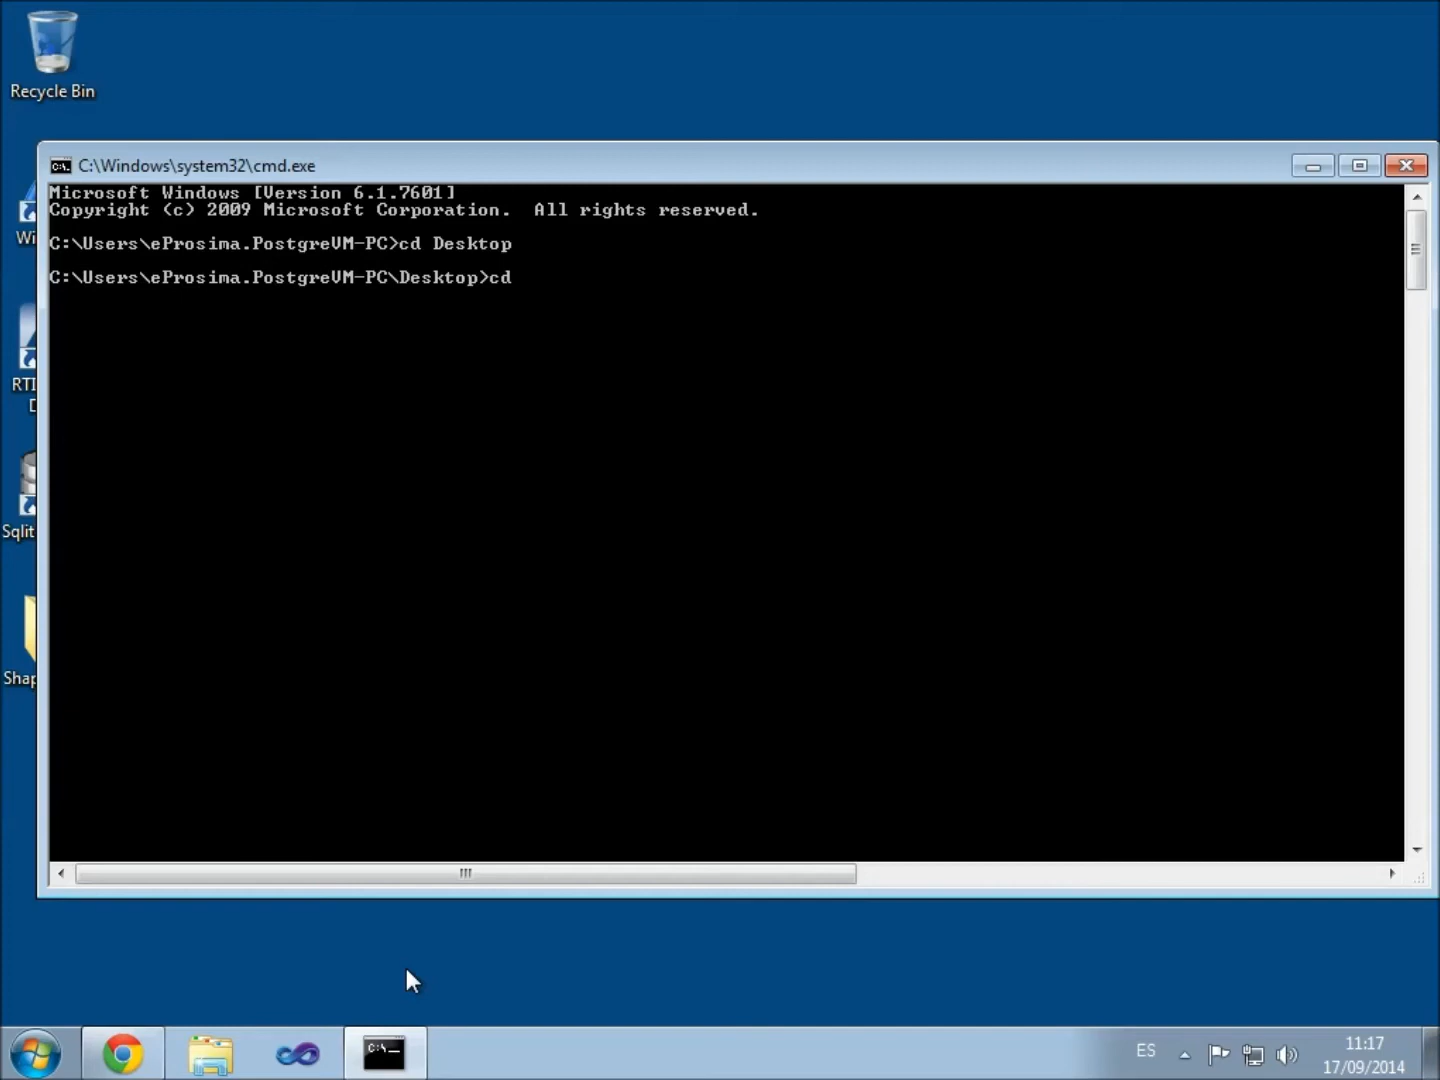 Recycle Bin
C:\Windows\system32\cmd.exe
Microsoft Windows [Version 6.1.7601]
Copyright (c) 2009 Microsoft Corporation.  All rights reserved.
C:\Users\eProsima.PostgreVM-PC>cd Desktop
C:\Users\eProsima.PostgreVM-PC\Desktop>cd
Wi
RTI
Sqlit
Shap
C:\_
ES
11:17
17/09/2014